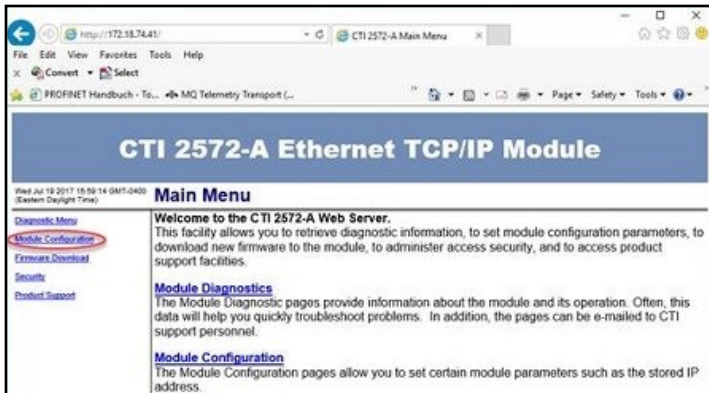 http://172.18.74.41/
CTI 2572-A Main Menu
File Edit View Favorites Tools Help
x Convert Select
PROFINET Handbuch - To... MQ Telemetry Transport (...
Page Safety Tools
CTI 2572-A Ethernet TCP/IP Module
Wed Jul 19 2017 15:59:14 GMT-0400
(Eastern Daylight Time)
Main Menu
Diagnostic Menu
Module Configuration
Firmware Download
Security
Product Support
Welcome to the CTI 2572-A Web Server.
This facility allows you to retrieve diagnostic information, to set module configuration parameters, to
download new firmware to the module, to administer access security, and to access product
support facilities.
Module Diagnostics
The Module Diagnostic pages provide information about the module and its operation. Often, this
data will help you quickly troubleshoot problems. In addition, the pages can be e-mailed to CTI
support personnel.
Module Configuration
The Module Configuration pages allow you to set certain module parameters such as the stored IP
address.